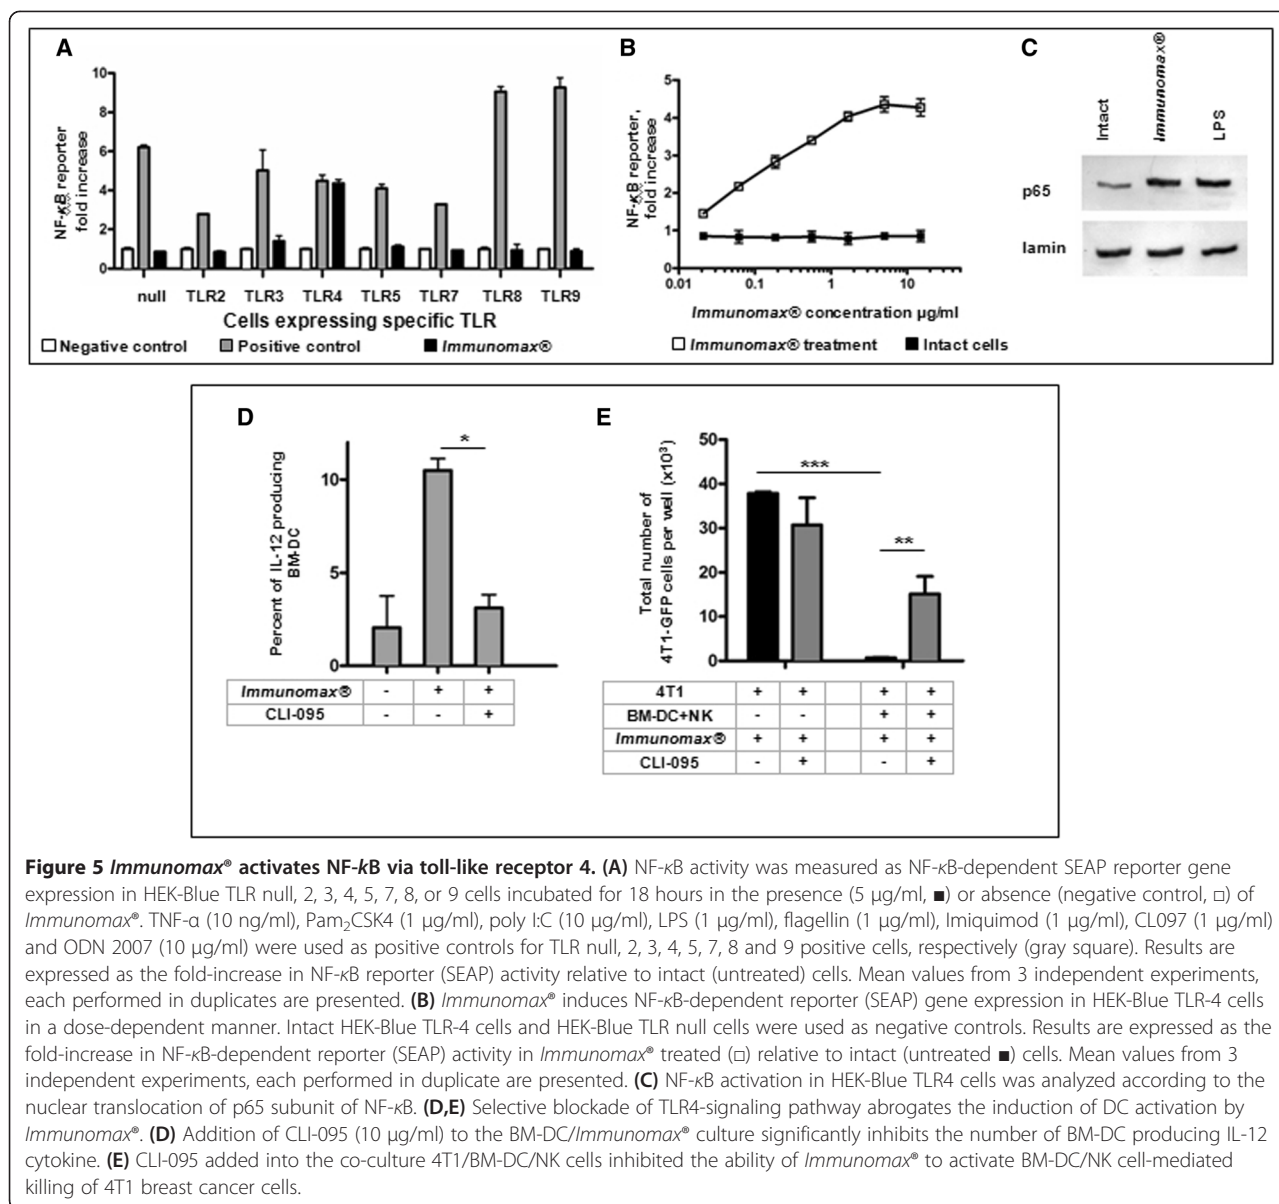 A
B
C
NF-κB reporter
fold increase
10
8
6
4
2
0
null TLR2 TLR3 TLR4 TLR5 TLR7 TLR8 TLR9
Cells expressing specific TLR
Negative control Positive control Immunomax®
NF-κB reporter,
fold increase
5
4
3
2
1
0
0.01 0.1 1 10
Immunomax® concentration µg/ml
Immunomax® treatment Intact cells
Intact
Immunomax®
LPS
p65
lamin
D
Percent of IL-12 producing
BM-DC
10
5
0
*
Immunomax® - + +
CLI-095 - - +
E
Total number of
4T1-GFP cells per well (x10³)
50
40
30
20
10
0
***
**
4T1 + + + +
BM-DC+NK - - + +
Immunomax® + + + +
CLI-095 - + - +
Figure 5 Immunomax® activates NF-kB via toll-like receptor 4. (A) NF-κB activity was measured as NF-κB-dependent SEAP reporter gene
expression in HEK-Blue TLR null, 2, 3, 4, 5, 7, 8, or 9 cells incubated for 18 hours in the presence (5 µg/ml, ■) or absence (negative control, □) of
Immunomax®. TNF-α (10 ng/ml), Pam₂CSK4 (1 µg/ml), poly I:C (10 µg/ml), LPS (1 µg/ml), flagellin (1 µg/ml), Imiquimod (1 µg/ml), CL097 (1 µg/ml)
and ODN 2007 (10 µg/ml) were used as positive controls for TLR null, 2, 3, 4, 5, 7, 8 and 9 positive cells, respectively (gray square). Results are
expressed as the fold-increase in NF-κB reporter (SEAP) activity relative to intact (untreated) cells. Mean values from 3 independent experiments,
each performed in duplicates are presented. (B) Immunomax® induces NF-κB-dependent reporter (SEAP) gene expression in HEK-Blue TLR-4 cells
in a dose-dependent manner. Intact HEK-Blue TLR-4 cells and HEK-Blue TLR null cells were used as negative controls. Results are expressed as the
fold-increase in NF-κB-dependent reporter (SEAP) activity in Immunomax® treated (□) relative to intact (untreated ■) cells. Mean values from 3
independent experiments, each performed in duplicate are presented. (C) NF-κB activation in HEK-Blue TLR4 cells was analyzed according to the
nuclear translocation of p65 subunit of NF-κB. (D,E) Selective blockade of TLR4-signaling pathway abrogates the induction of DC activation by
Immunomax®. (D) Addition of CLI-095 (10 µg/ml) to the BM-DC/Immunomax® culture significantly inhibits the number of BM-DC producing IL-12
cytokine. (E) CLI-095 added into the co-culture 4T1/BM-DC/NK cells inhibited the ability of Immunomax® to activate BM-DC/NK cell-mediated
killing of 4T1 breast cancer cells.